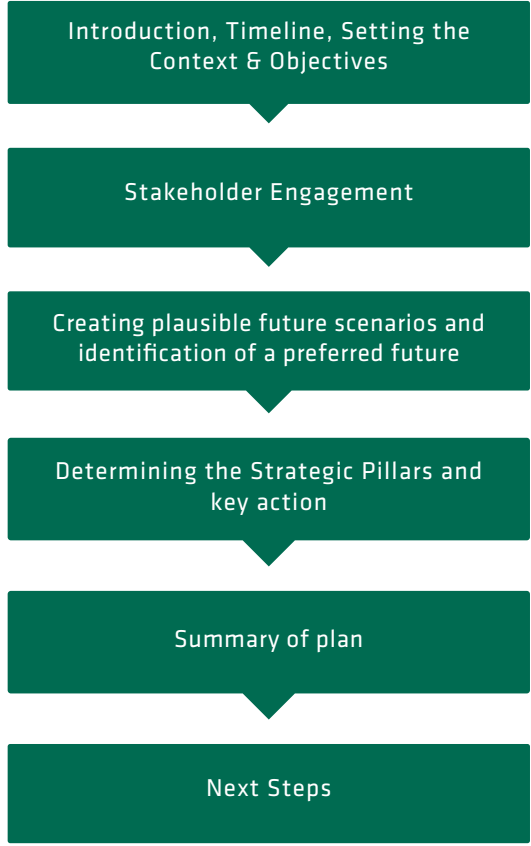 Introduction, Timeline, Setting the
Context & Objectives
Stakeholder Engagement
Creating plausible future scenarios and
identification of a preferred future
Determining the Strategic Pillars and
key action
Summary of plan
Next Steps